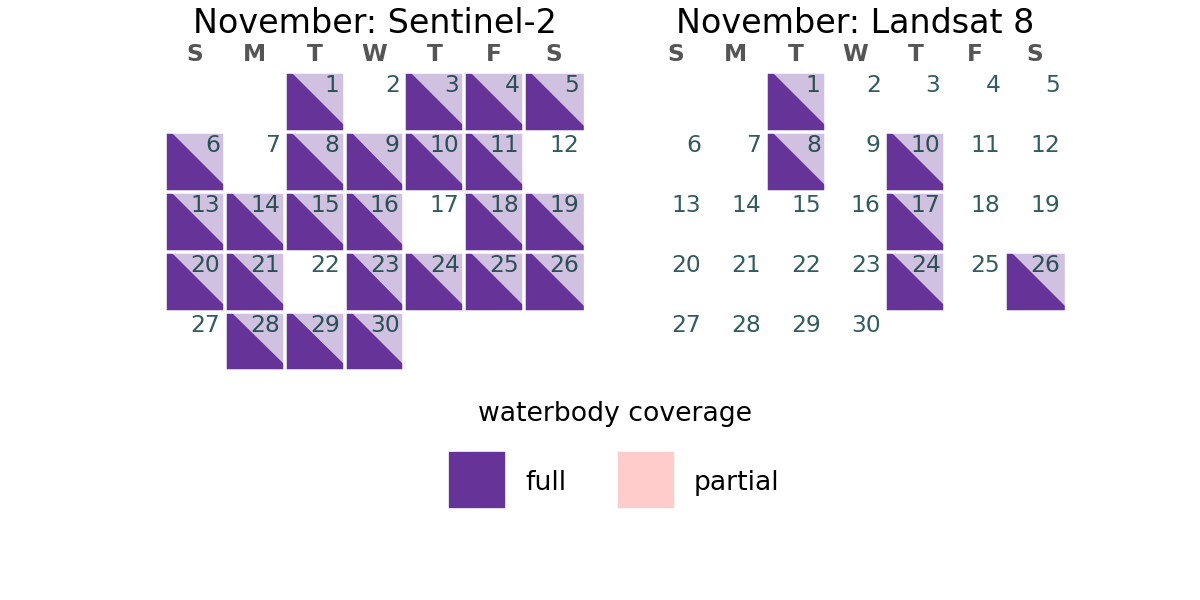 November: Sentinel-2
S M T W T F S
1 2 3 4 5
6 7 8 9 10 11 12
13 14 15 16 17 18 19
20 21 22 23 24 25 26
27 28 29 30
November: Landsat 8
S M T W T F S
1 2 3 4 5
6 7 8 9 10 11 12
13 14 15 16 17 18 19
20 21 22 23 24 25 26
27 28 29 30
waterbody coverage
full partial